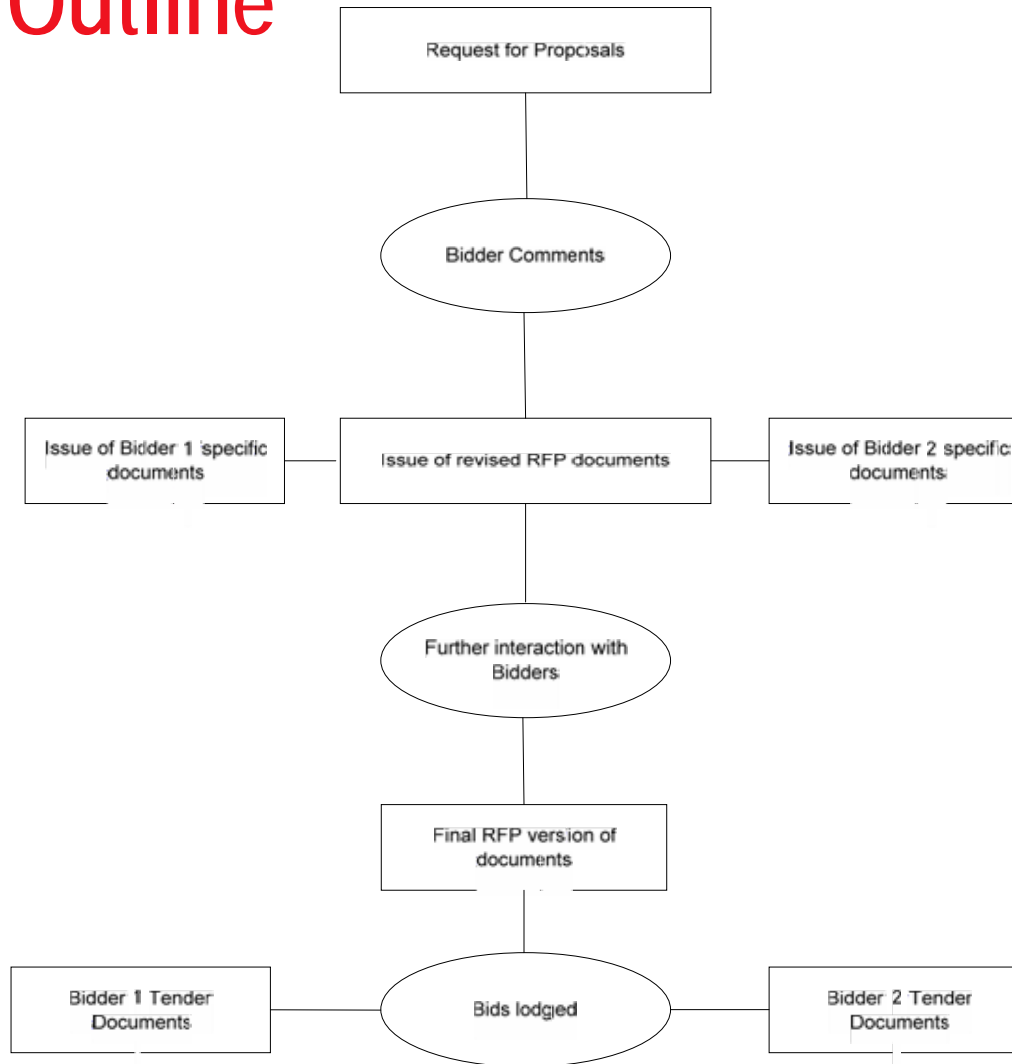 Outline
Request for Proposals
Bidder Comments
Issue of Bidder 1 specific
documents
Issue of revised RFP documents
Issue of Bidder 2 specific
documents
Further interaction with
Bidders
Final RFP version of
documents
Bidder 1 Tender
Documents
Bids lodged
Bidder 2 Tender
Documents